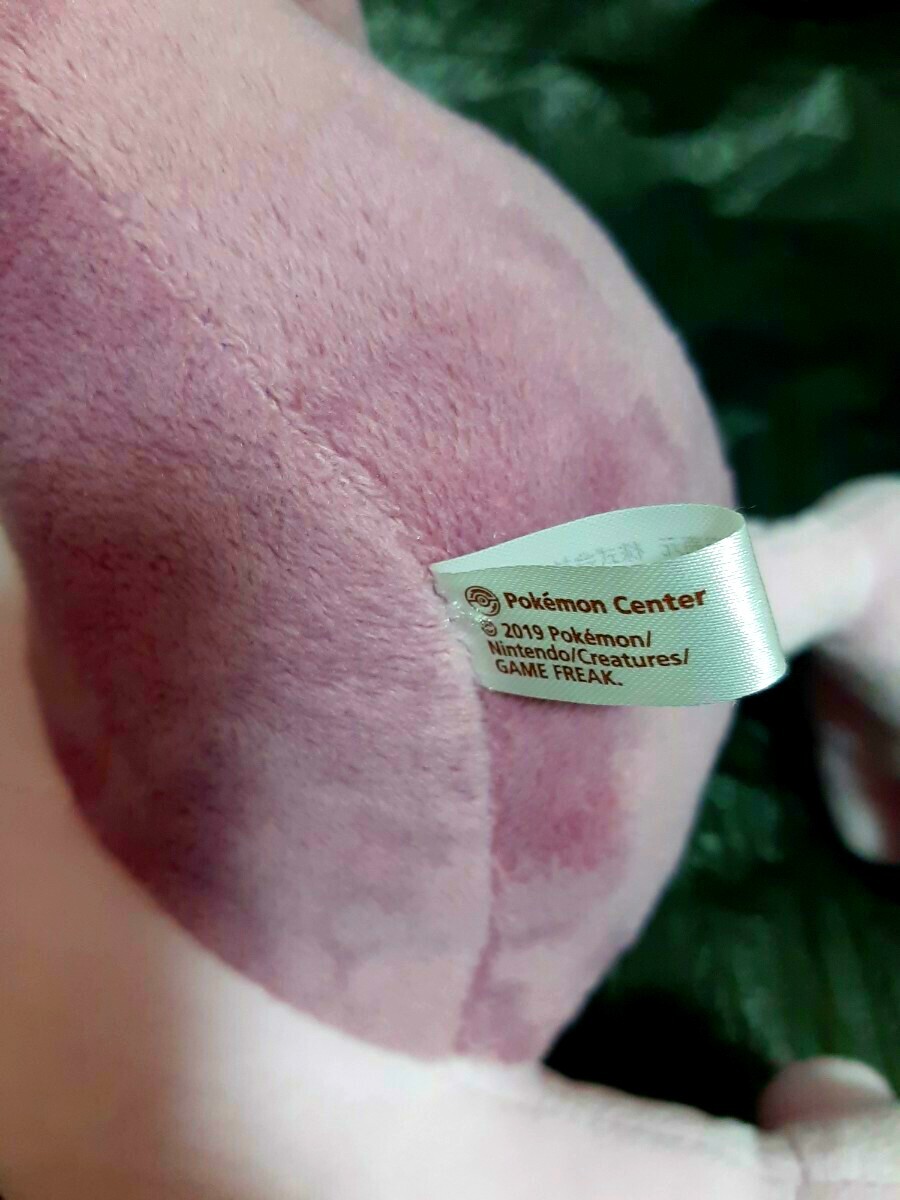 Pokémon Center
© 2019 Pokémon/
Nintendo/Creatures/
GAME FREAK.